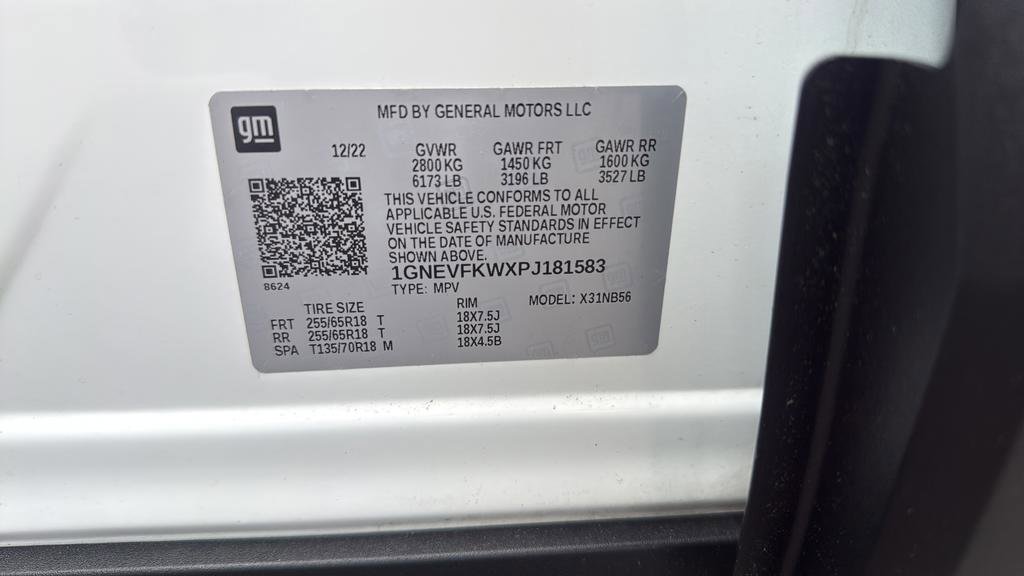 gm
MFD BY GENERAL MOTORS LLC
12/22 GVWR GAWR FRT GAWR RR
2800 KG 1450 KG 1600 KG
6173 LB 3196 LB 3527 LB
THIS VEHICLE CONFORMS TO ALL
APPLICABLE U.S. FEDERAL MOTOR
VEHICLE SAFETY STANDARDS IN EFFECT
ON THE DATE OF MANUFACTURE
SHOWN ABOVE.
8624
1GNEVFKWXPJ181583
TYPE: MPV MODEL: X31NB56
TIRE SIZE RIM
FRT 255/65R18 T 18X7.5J
RR 255/65R18 T 18X7.5J
SPA T135/70R18 M 18X4.5B